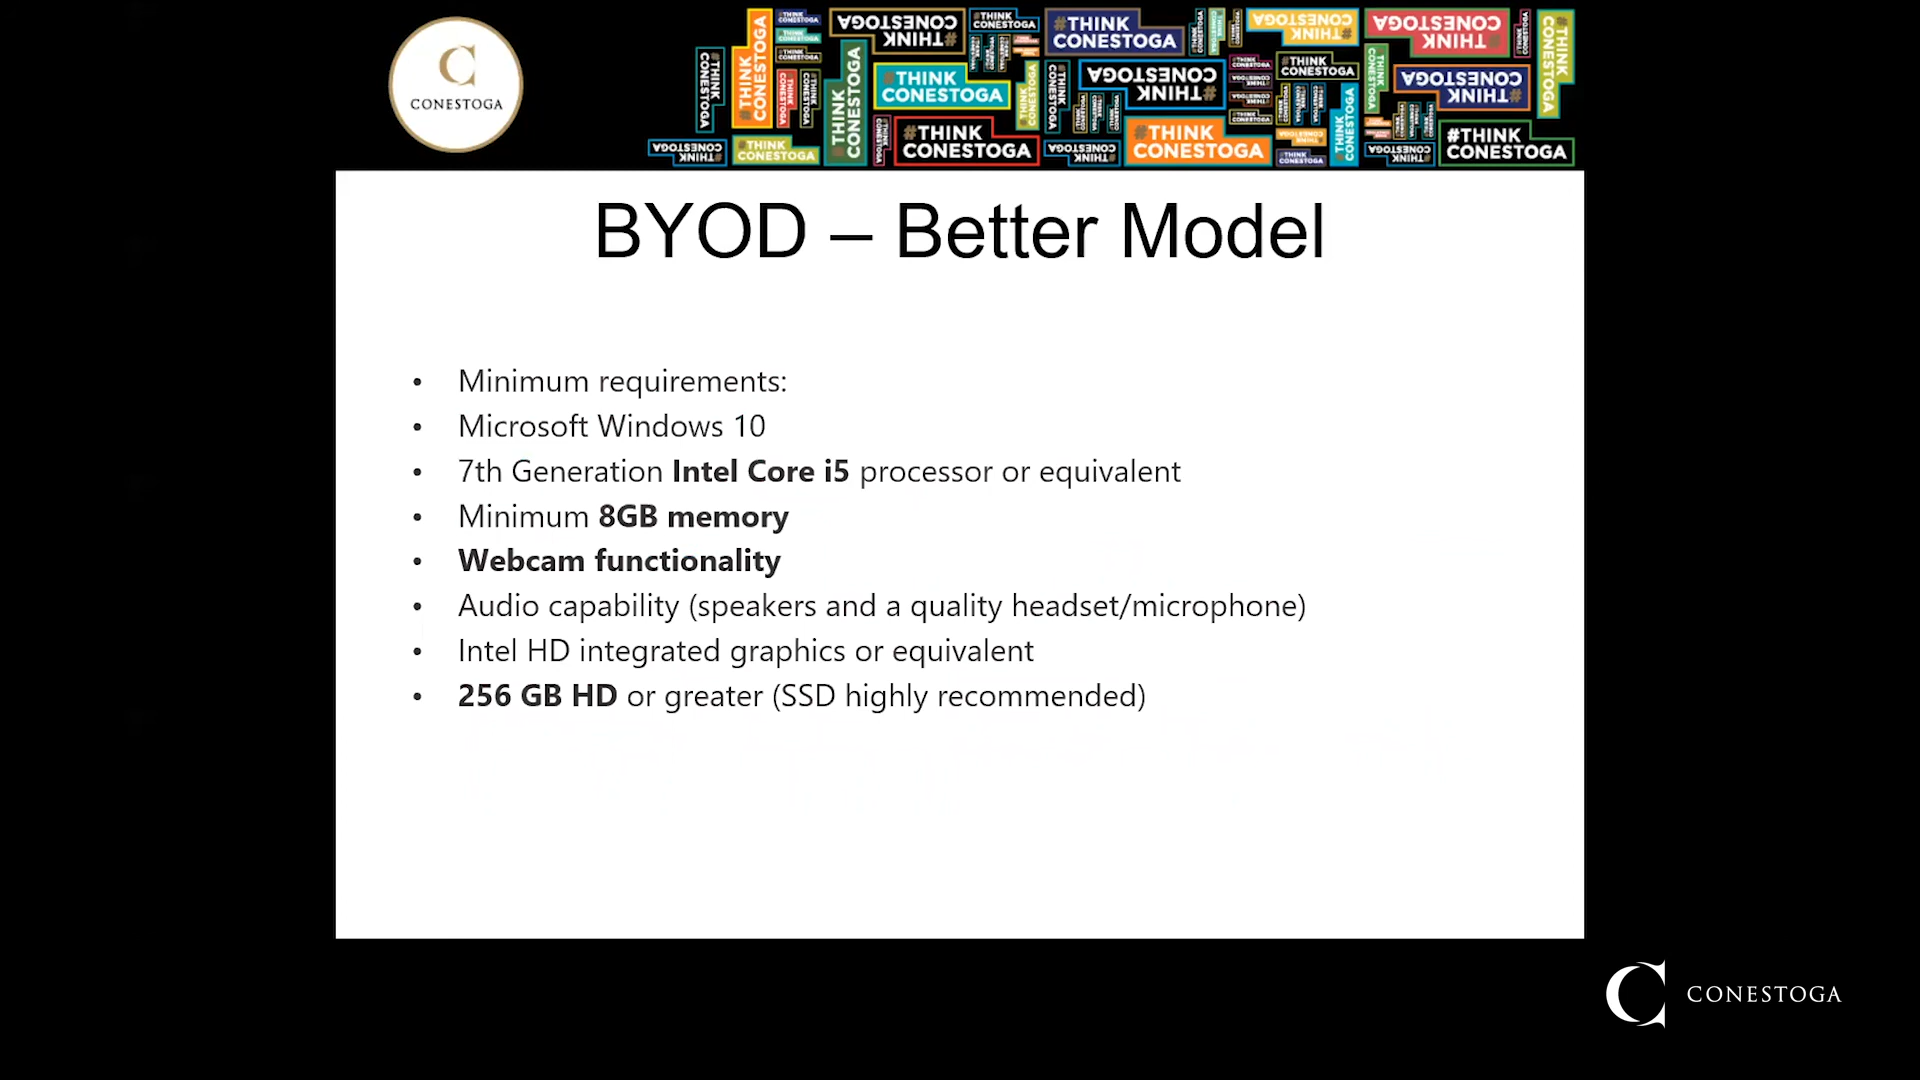 CONESTOGA
#THINK
CONESTOGA
BYOD – Better Model
• Minimum requirements:
• Microsoft Windows 10
• 7th Generation Intel Core i5 processor or equivalent
• Minimum 8GB memory
• Webcam functionality
• Audio capability (speakers and a quality headset/microphone)
• Intel HD integrated graphics or equivalent
• 256 GB HD or greater (SSD highly recommended)
CONESTOGA